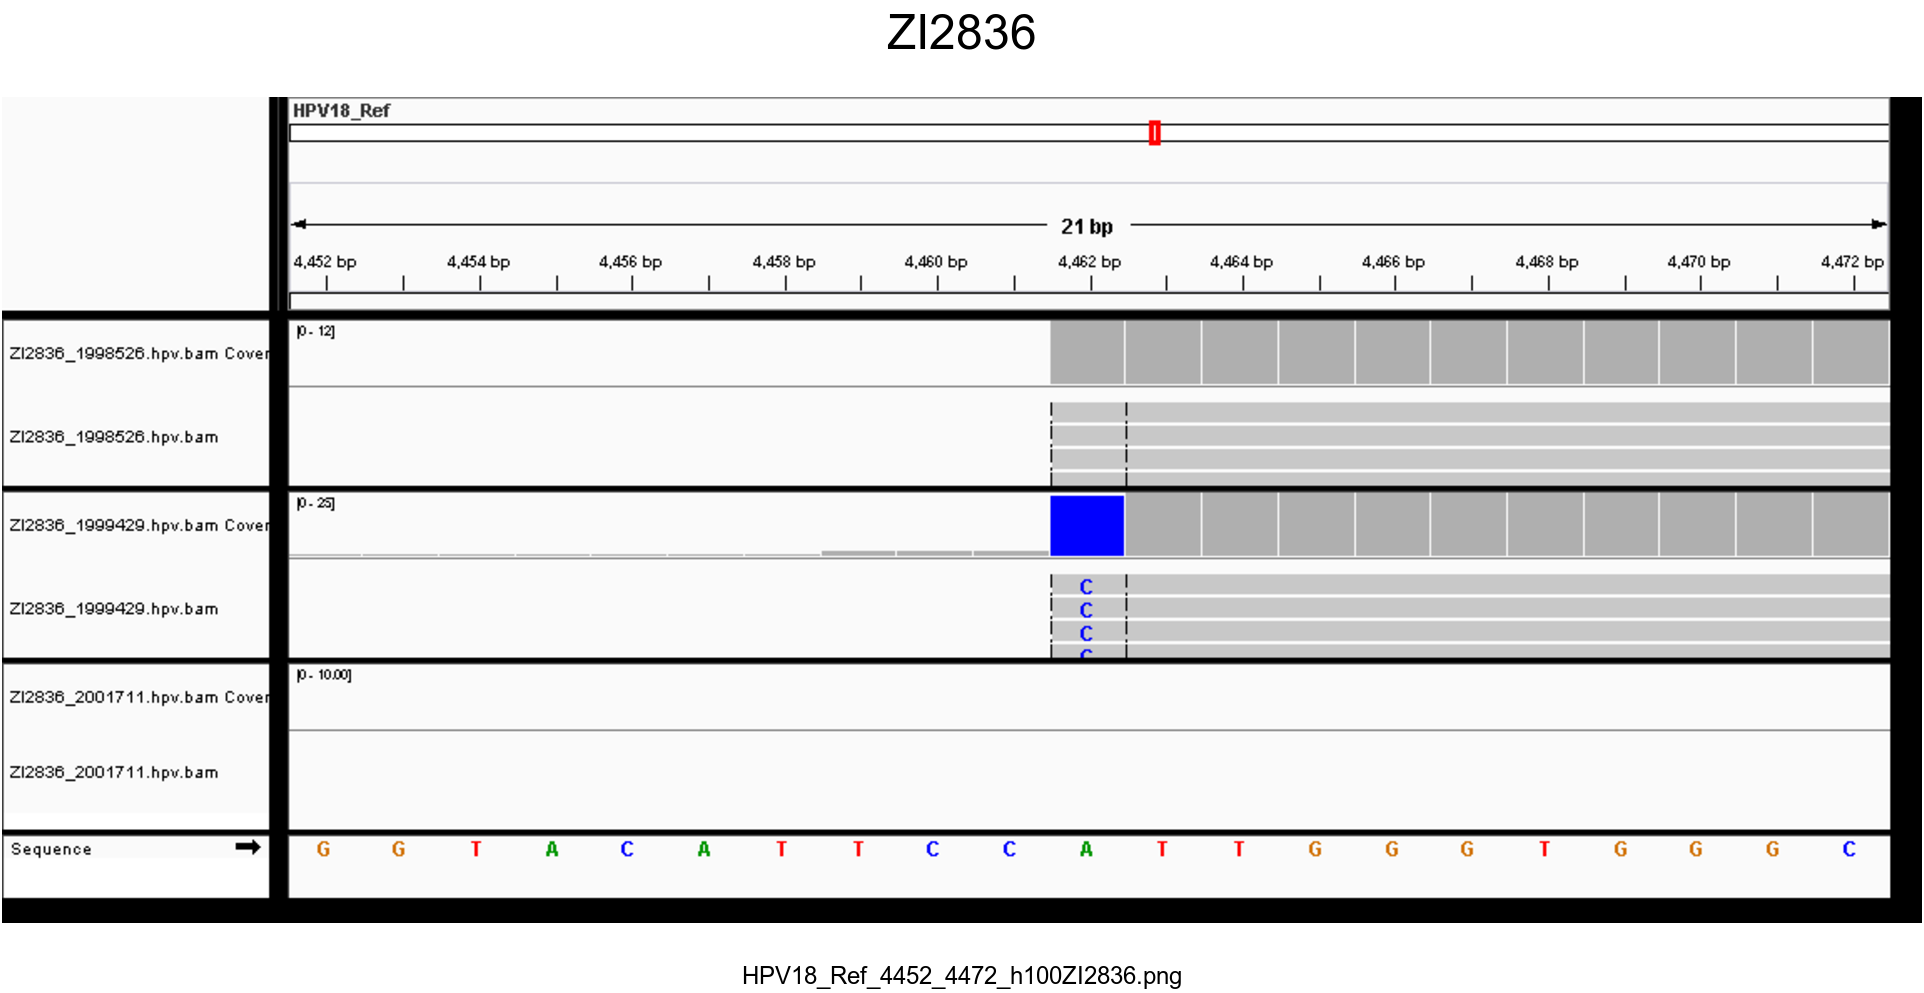 ZI2836
HPV18_Ref
21 bp
4,452 bp 4,454 bp 4,456 bp 4,458 bp 4,460 bp 4,462 bp 4,464 bp 4,466 bp 4,468 bp 4,470 bp 4,472 bp
[0 - 12]
ZI2836_1998526.hpv.bam Cover
ZI2836_1998526.hpv.bam
[0 - 25]
ZI2836_1999429.hpv.bam Cover
C
ZI2836_1999429.hpv.bam
C
C
C
[0 - 10.00]
ZI2836_2001711.hpv.bam Cover
ZI2836_2001711.hpv.bam
Sequence G G T A C A T T C C A T T G G G T G G G C
HPV18_Ref_4452_4472_h100ZI2836.png